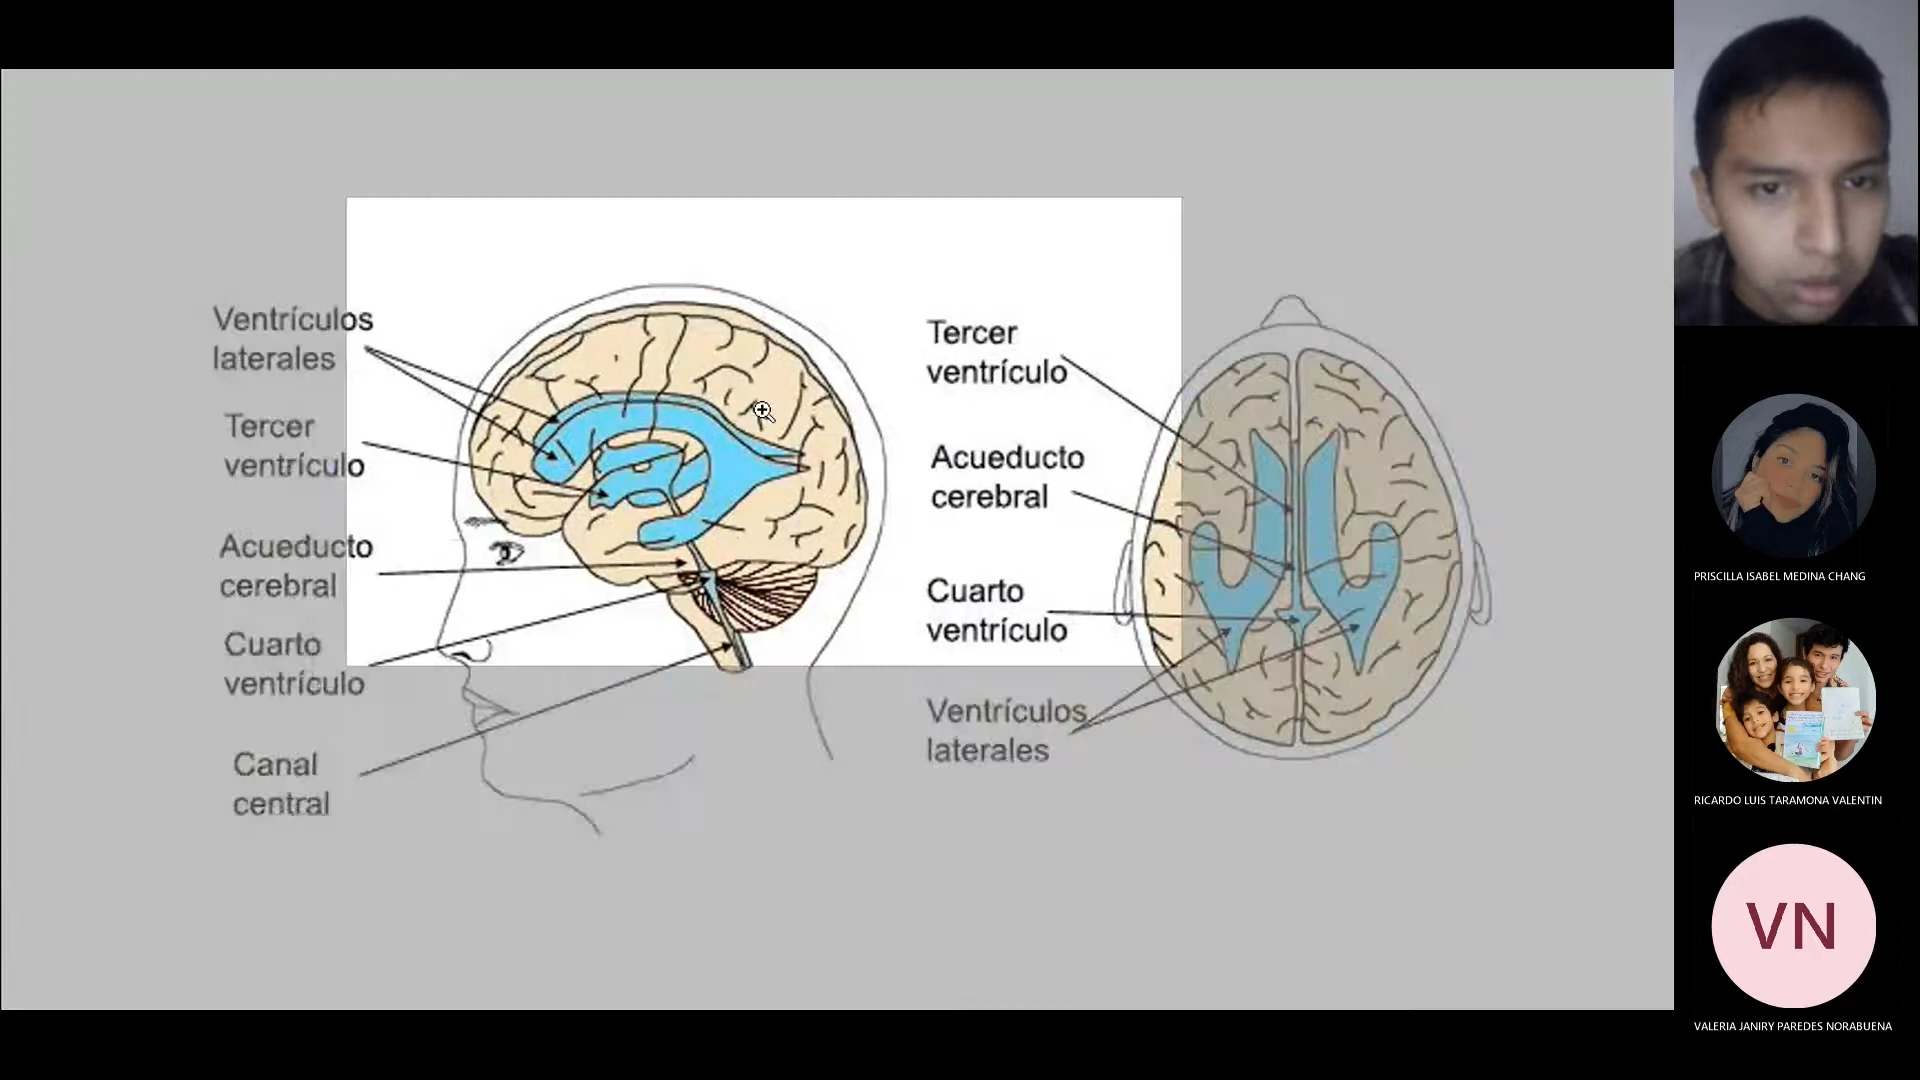 Ventrículos
laterales
Tercer
ventrículo
Acueducto
cerebral
Cuarto
ventrículo
Canal
central
Tercer
ventrículo
Acueducto
cerebral
Cuarto
ventrículo
Ventrículos
laterales
PRISCILLA ISABEL MEDINA CHANG
RICARDO LUIS TARAMONA VALENTIN
VN
VALERIA JANIRY PAREDES NORABUENA